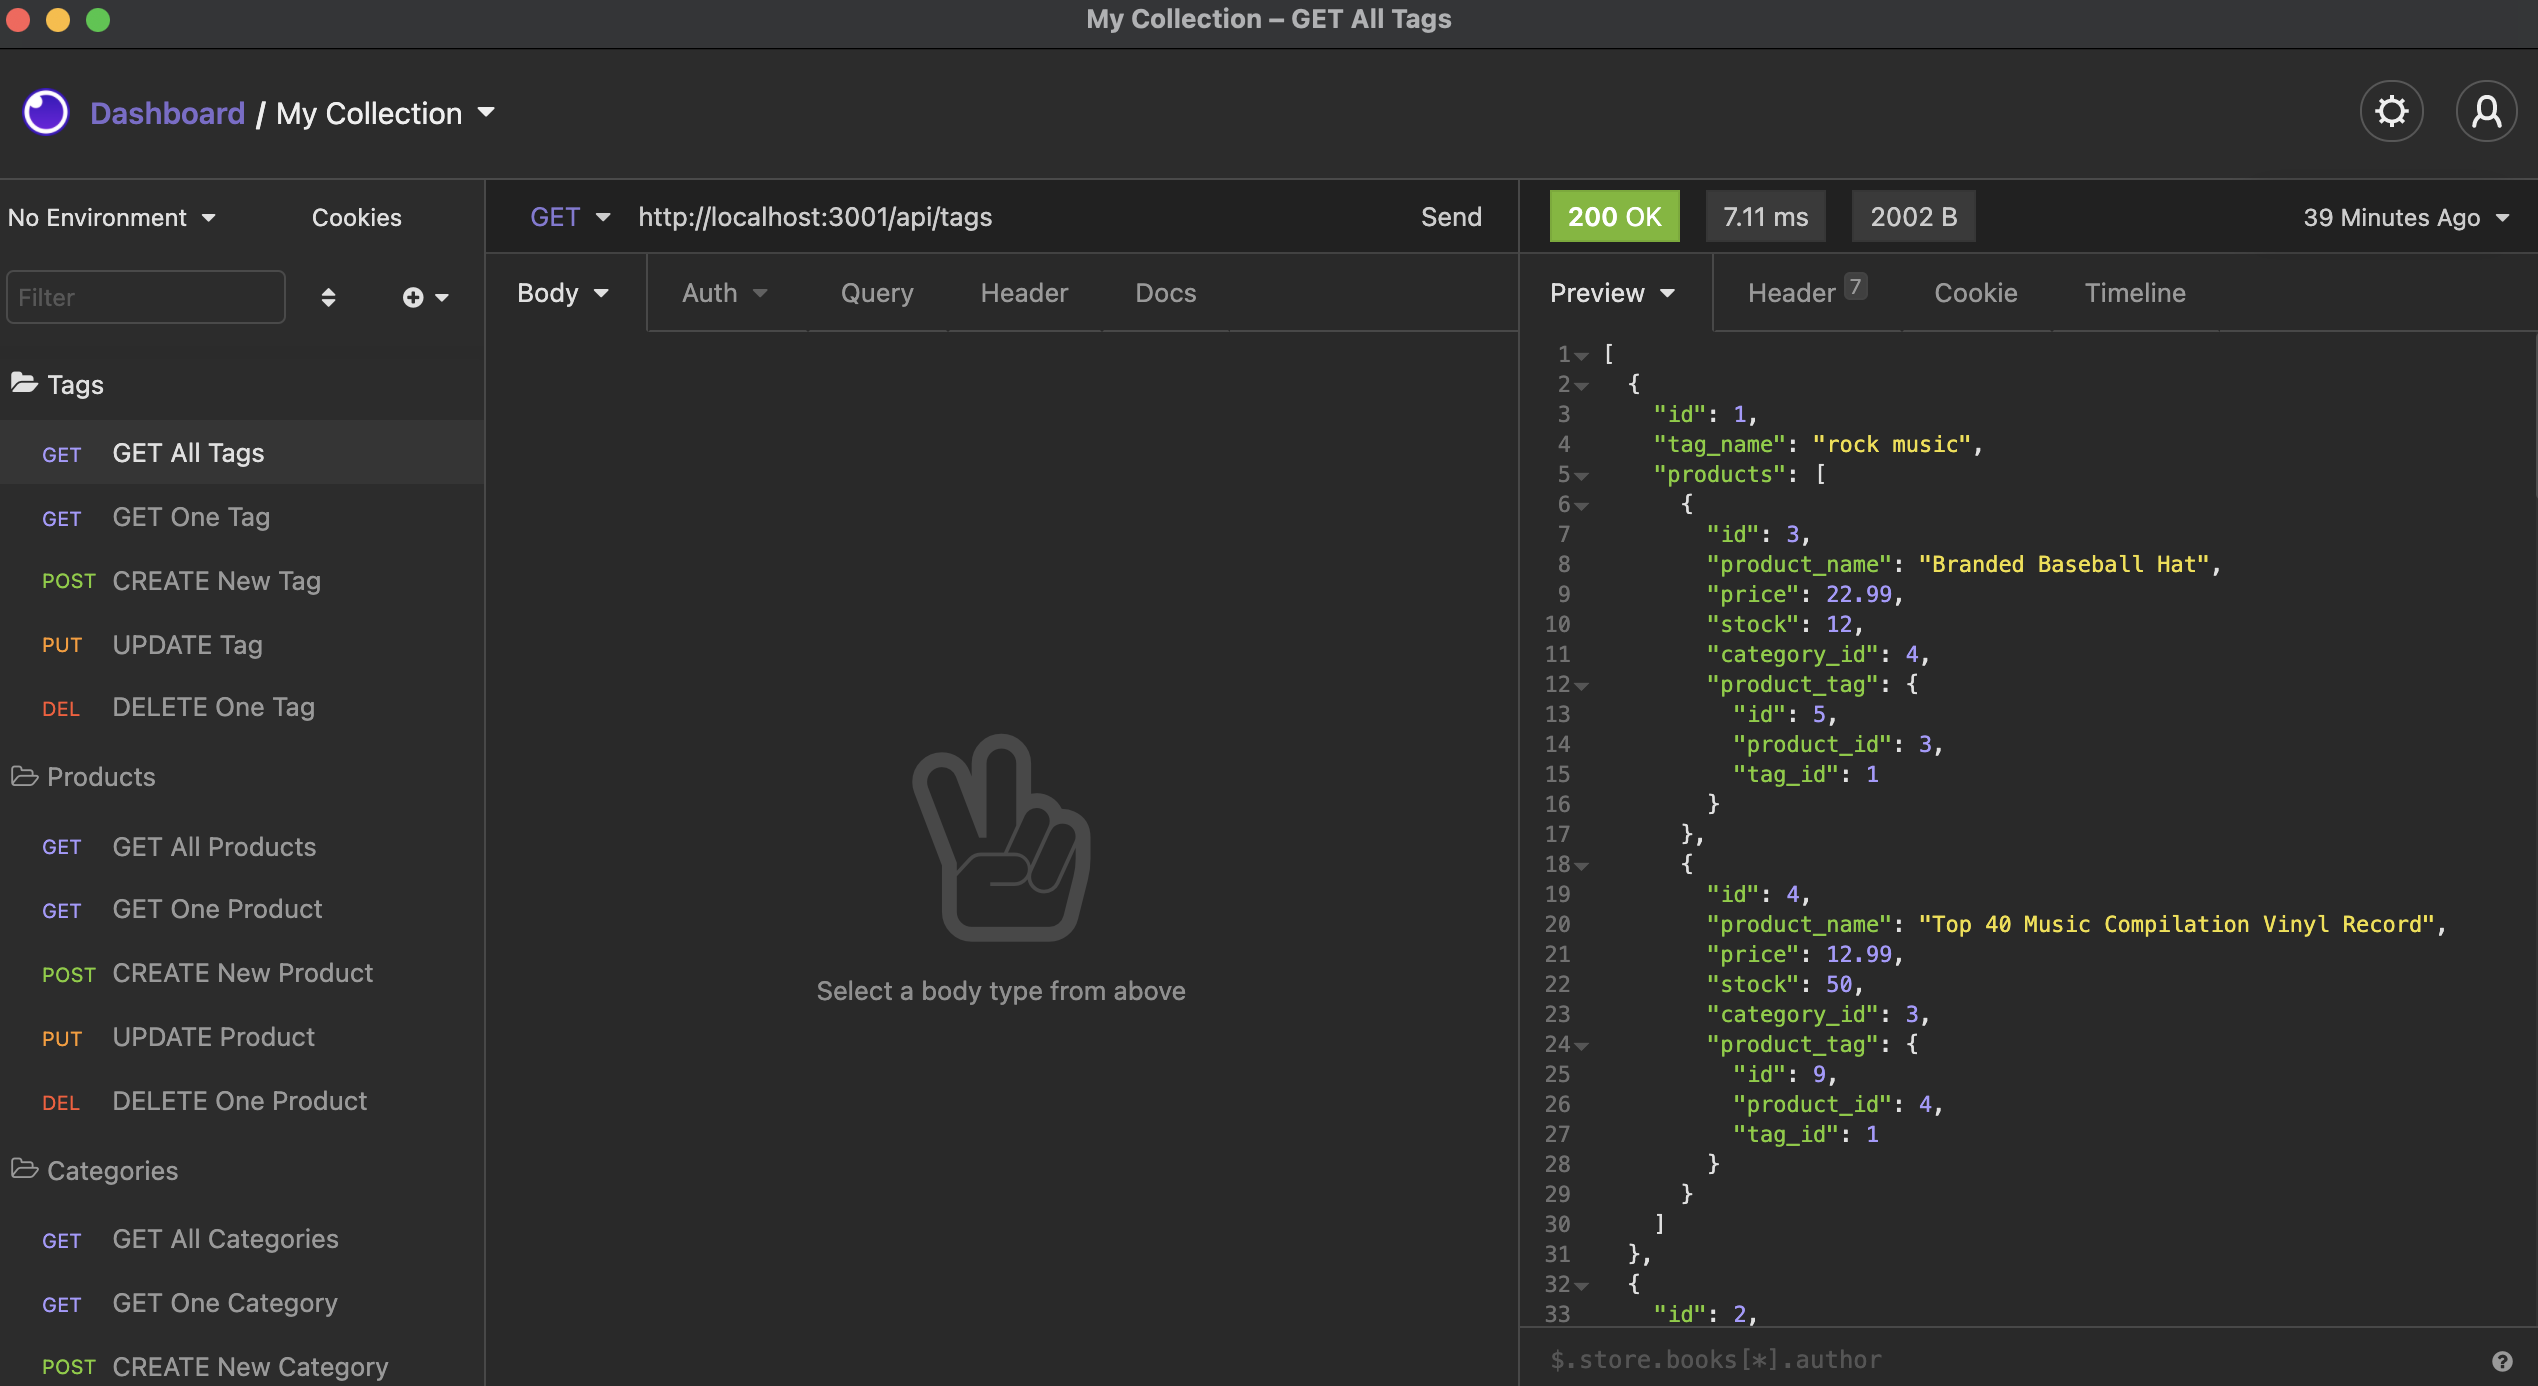 My Collection – GET All Tags
Dashboard / My Collection
No Environment
Cookies
Filter
Tags
GET GET All Tags
GET GET One Tag
POST CREATE New Tag
PUT UPDATE Tag
DEL DELETE One Tag
Products
GET GET All Products
GET GET One Product
POST CREATE New Product
PUT UPDATE Product
DEL DELETE One Product
Categories
GET GET All Categories
GET GET One Category
POST CREATE New Category
GET http://localhost:3001/api/tags Send
Body Auth Query Header Docs
Select a body type from above
200 OK 7.11 ms 2002 B 39 Minutes Ago
Preview Header 7 Cookie Timeline
1 [
2 {
3 "id": 1,
4 "tag_name": "rock music",
5 "products": [
6 {
7 "id": 3,
8 "product_name": "Branded Baseball Hat",
9 "price": 22.99,
10 "stock": 12,
11 "category_id": 4,
12 "product_tag": {
13 "id": 5,
14 "product_id": 3,
15 "tag_id": 1
16 }
17 },
18 {
19 "id": 4,
20 "product_name": "Top 40 Music Compilation Vinyl Record",
21 "price": 12.99,
22 "stock": 50,
23 "category_id": 3,
24 "product_tag": {
25 "id": 9,
26 "product_id": 4,
27 "tag_id": 1
28 }
29 }
30 ]
31 },
32 {
33 "id": 2,
$.store.books[*].author
?